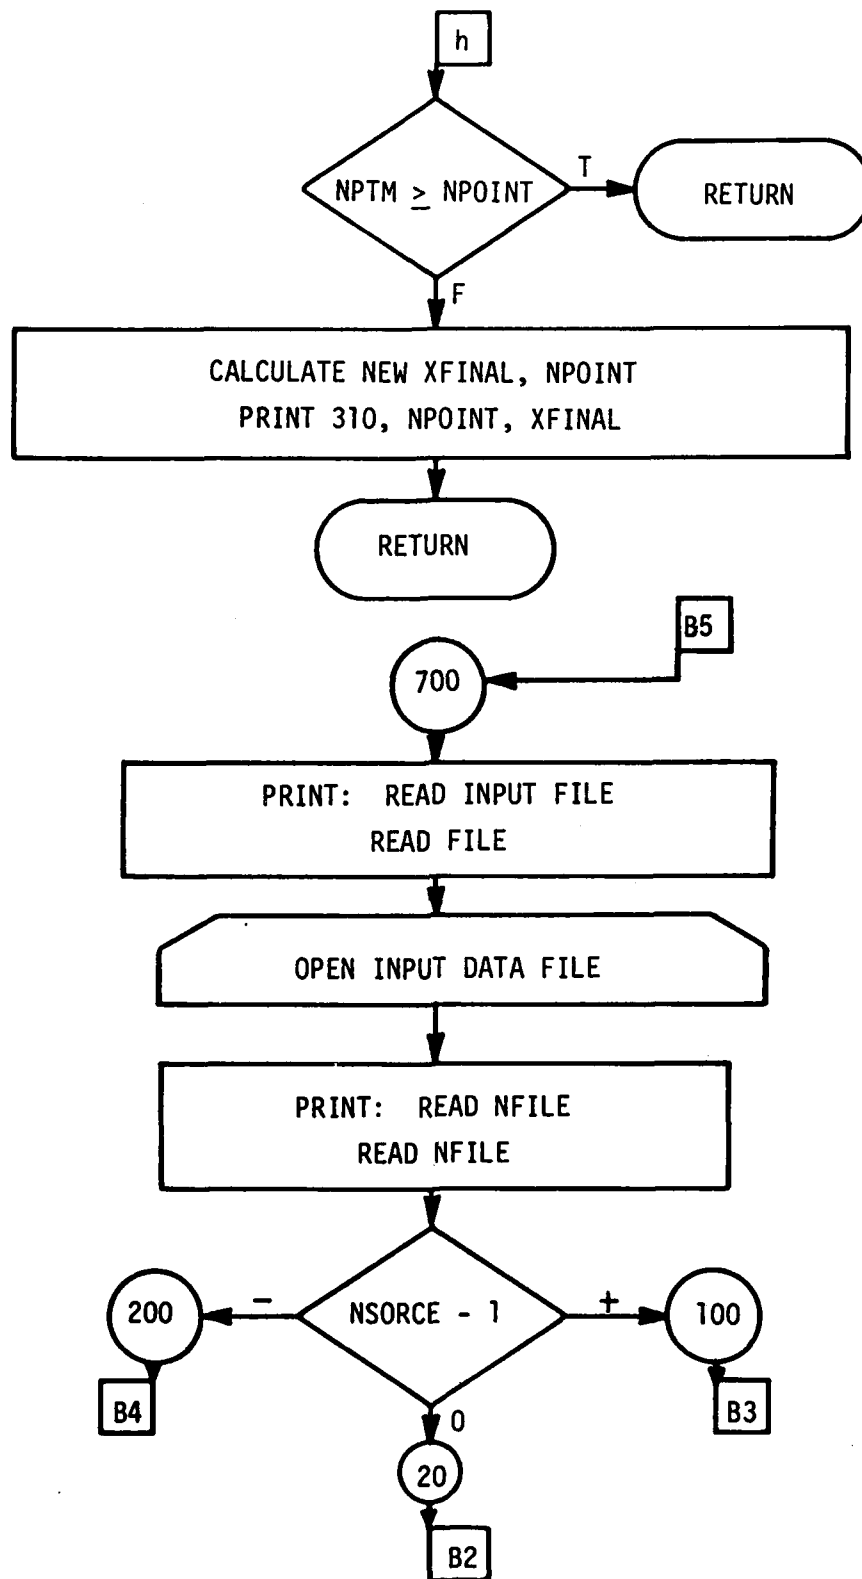 h
NPTM ≥ NPOINT
T
RETURN
F
CALCULATE NEW XFINAL, NPOINT
PRINT 310, NPOINT, XFINAL
RETURN
B5
700
PRINT: READ INPUT FILE
READ FILE
OPEN INPUT DATA FILE
PRINT: READ NFILE
READ NFILE
200
-
NSORCE - 1
+
100
B4
0
B3
20
B2